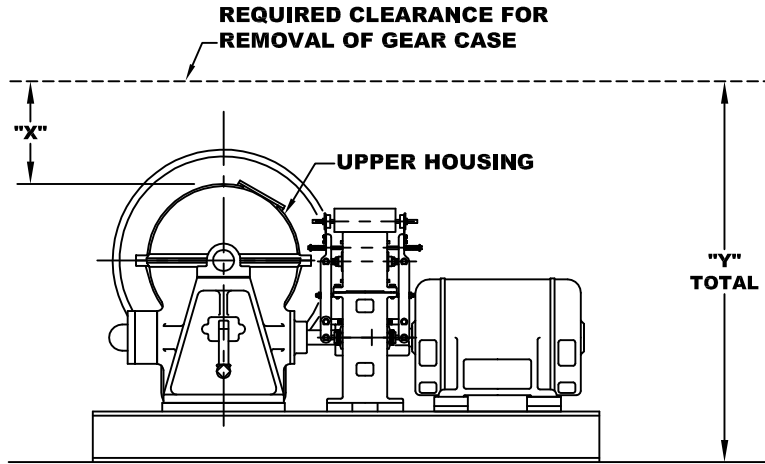 REQUIRED CLEARANCE FOR
REMOVAL OF GEAR CASE
"X"
UPPER HOUSING
"Y"
TOTAL